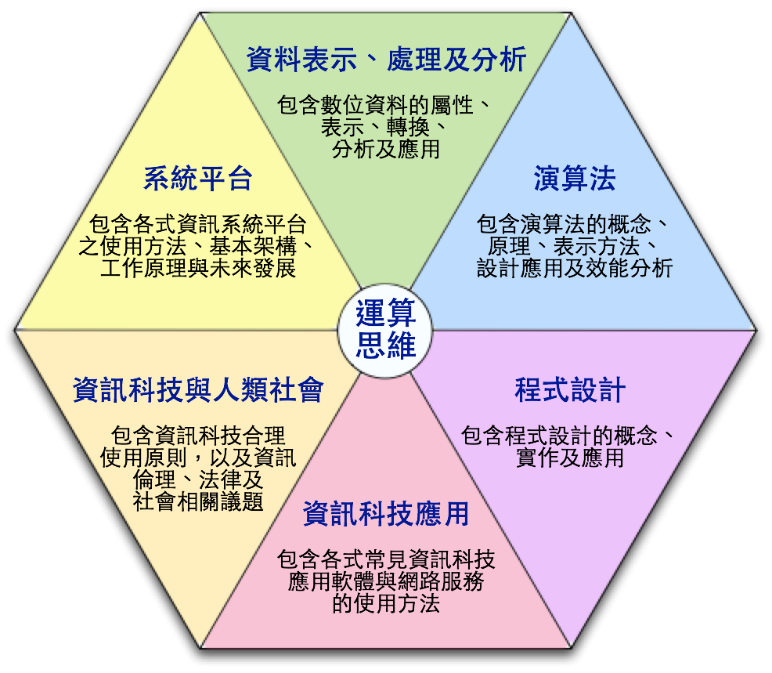 資料表示、處理及分析
包含數位資料的屬性、
表示、轉換、
分析及應用
演算法
包含演算法的概念、
原理、表示方法、
設計應用及效能分析
程式設計
包含程式設計的概念、
實作及應用
資訊科技應用
包含各式常見資訊科技
應用軟體與網路服務
的使用方法
資訊科技與人類社會
包含資訊科技合理
使用原則，以及資訊
倫理、法律及
社會相關議題
系統平台
包含各式資訊系統平台
之使用方法、基本架構、
工作原理與未來發展
運算
思維